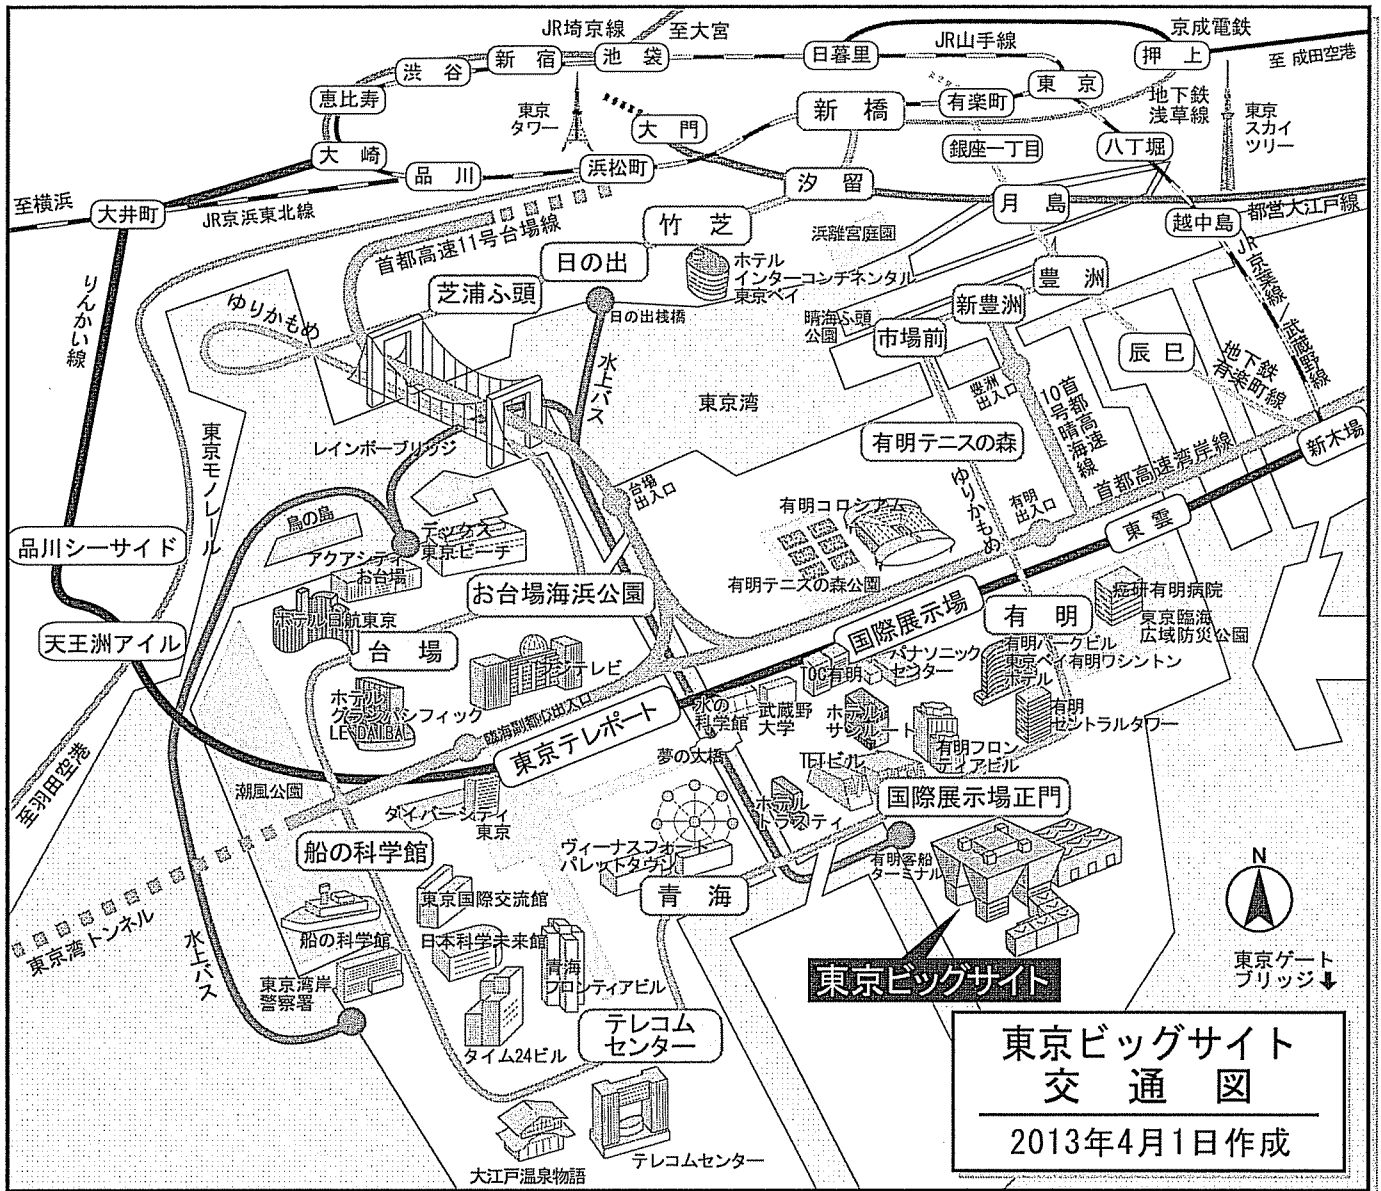 JR埼京線
至大宮
京成電鉄
JR山手線
至 成田空港
新宿
池袋
日暮里
押上
渋谷
恵比寿
東京
タワー
大門
新橋
有楽町
東京
地下鉄
浅草線
東京
スカイ
ツリー
大崎
品川
浜松町
銀座一丁目
八丁堀
汐留
月島
至横浜
大井町
JR京浜東北線
首都高速11号台場線
竹芝
浜離宮庭園
越中島
都営大江戸線
JR京葉線/武蔵野線
日の出
ホテル
インターコンチネンタル
東京ベイ
芝浦ふ頭
日の出桟橋
りんかい線
ゆりかもめ
豊洲
新豊洲
晴海ふ頭
公園
市場前
辰巳
地下鉄
有楽町線
水上バス
東京湾
豊洲
出入口
首都高速
10号晴海線
新木場
首都高速湾岸線
東京モノレール
レインボーブリッジ
有明テニスの森
ゆりかもめ
台場
出入口
有明
出入口
鳥の島
デックス
東京ビーチ
有明コロシアム
東雲
品川シーサイド
アクアシティ
お台場
有明テニスの森公園
お台場海浜公園
国際展示場
有明
癌研有明病院
東京臨海
広域防災公園
ホテル日航東京
天王洲アイル
台場
フジテレビ
有明パークビル
東京ベイ有明ワシントン
ホテル
パナソニック
センター
TOC有明
ホテル
グランパシフィック
LE DAIBA
臨海副都心出入口
水の
科学館
武蔵野
大学
ホテル
サンルート
有明
セントラルタワー
有明フロン
ティアビル
東京テレポート
夢の大橋
TFTビル
至羽田空港
潮風公園
ダイバーシティ
東京
ホテル
トラスティ
国際展示場正門
船の科学館
ヴィーナスフォート
パレットタウン
有明客船
ターミナル
青海
東京国際交流館
東京湾トンネル
水上バス
船の科学館
日本科学未来館
青海
フロンティアビル
東京湾岸
警察署
東京ビッグサイト
N
東京ゲート
ブリッジ⬇
テレコム
センター
タイム24ビル
大江戸温泉物語
テレコムセンター
東京ビッグサイト
交通図
2013年4月1日作成